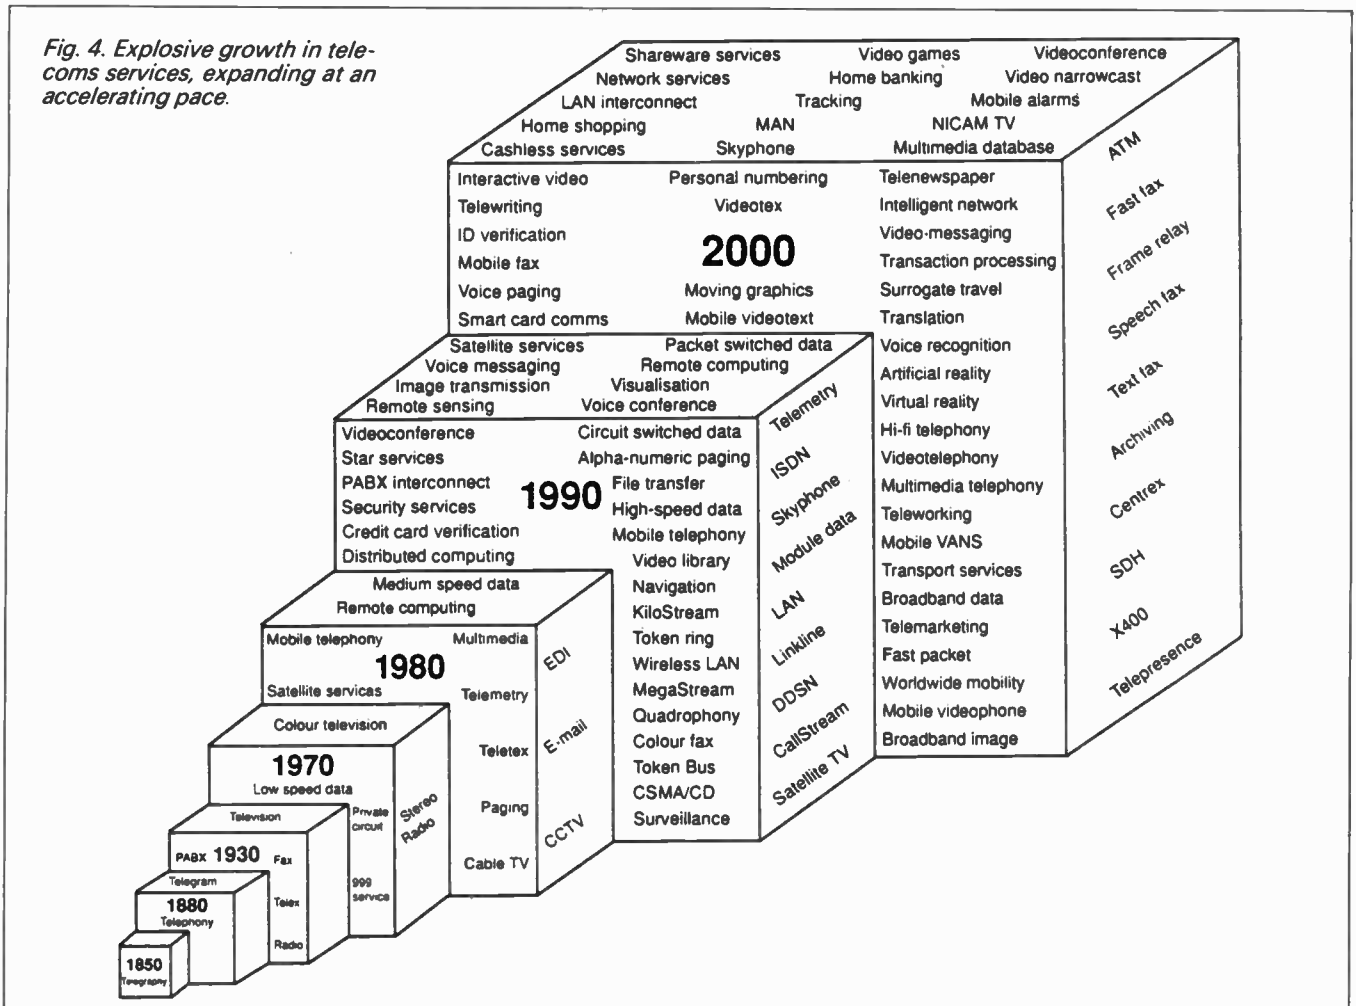 Fig. 4. Explosive growth in tele-
coms services, expanding at an
accelerating pace.
Shareware services Video games Videoconference
Network services Home banking Video narrowcast
LAN interconnect Tracking Mobile alarms
Home shopping MAN NICAM TV
Cashless services Skyphone Multimedia database
Interactive video Personal numbering Telenewspaper
Telewriting Videotex Intelligent network
ID verification Video-messaging
2000
Mobile fax Transaction processing
Voice paging Moving graphics Surrogate travel
Smart card comms Mobile videotext Translation
Voice recognition
Artificial reality
Virtual reality
Hi-fi telephony
Videotelephony
Multimedia telephony
Teleworking
Mobile VANS
Transport services
Broadband data
Telemarketing
Fast packet
Worldwide mobility
Mobile videophone
Broadband image
ATM
Fast fax
Frame relay
Speech fax
Text fax
Archiving
Centrex
SDH
X400
Telepresence
Satellite services Packet switched data
Voice messaging Remote computing
Image transmission Visualisation
Remote sensing Voice conference
Videoconference Circuit switched data
Star services Alpha-numeric paging
PABX interconnect File transfer
1990
Security services High-speed data
Credit card verification Mobile telephony
Distributed computing Video library
Navigation
KiloStream
Token ring
Wireless LAN
MegaStream
Quadrophony
Colour fax
Token Bus
CSMA/CD
Surveillance
Telemetry
ISDN
Skyphone
Module data
LAN
Linkline
DDSN
CallStream
Satellite TV
Medium speed data
Remote computing
Mobile telephony Multimedia
1980
Satellite services Telemetry
Teletex
Paging
Cable TV
EDI
E-mail
CCTV
Colour television
1970
Low speed data
Private
circuit
999
service
Stereo
Radio
Television
PABX 1930 Fax
Telex
Radio
Telegram
1880
Telephony
1850
Telegraphy